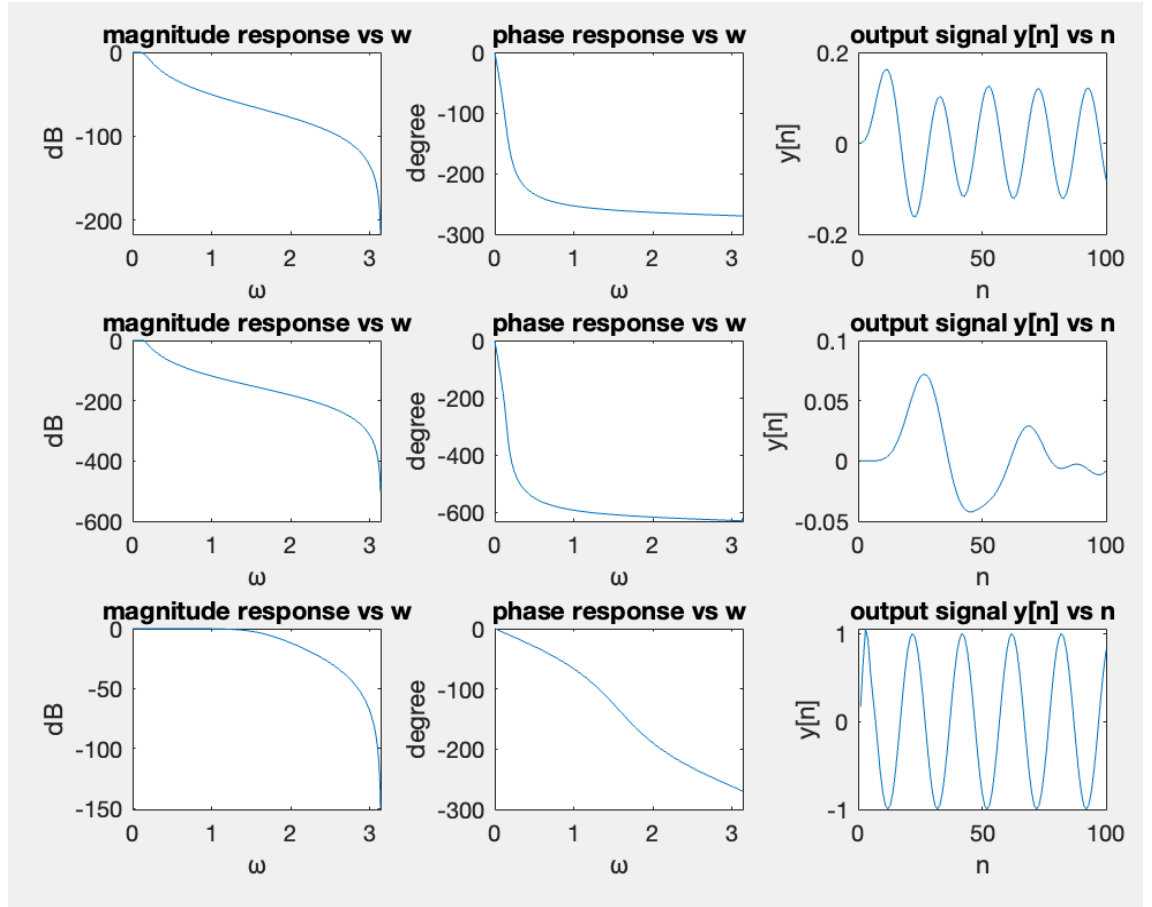 magnitude response vs w
phase response vs w
output signal y[n] vs n
0
-100
-200
dB
0 1 2 3
ω
0
-100
-200
-300
degree
0 1 2 3
ω
0.2
0
-0.2
y[n]
0 50 100
n
magnitude response vs w
phase response vs w
output signal y[n] vs n
0
-200
-400
-600
dB
0 1 2 3
ω
0
-200
-400
-600
degree
0 1 2 3
ω
0.1
0.05
0
-0.05
y[n]
0 50 100
n
magnitude response vs w
phase response vs w
output signal y[n] vs n
0
-50
-100
-150
dB
0 1 2 3
ω
0
-100
-200
-300
degree
0 1 2 3
ω
1
0
-1
y[n]
0 50 100
n